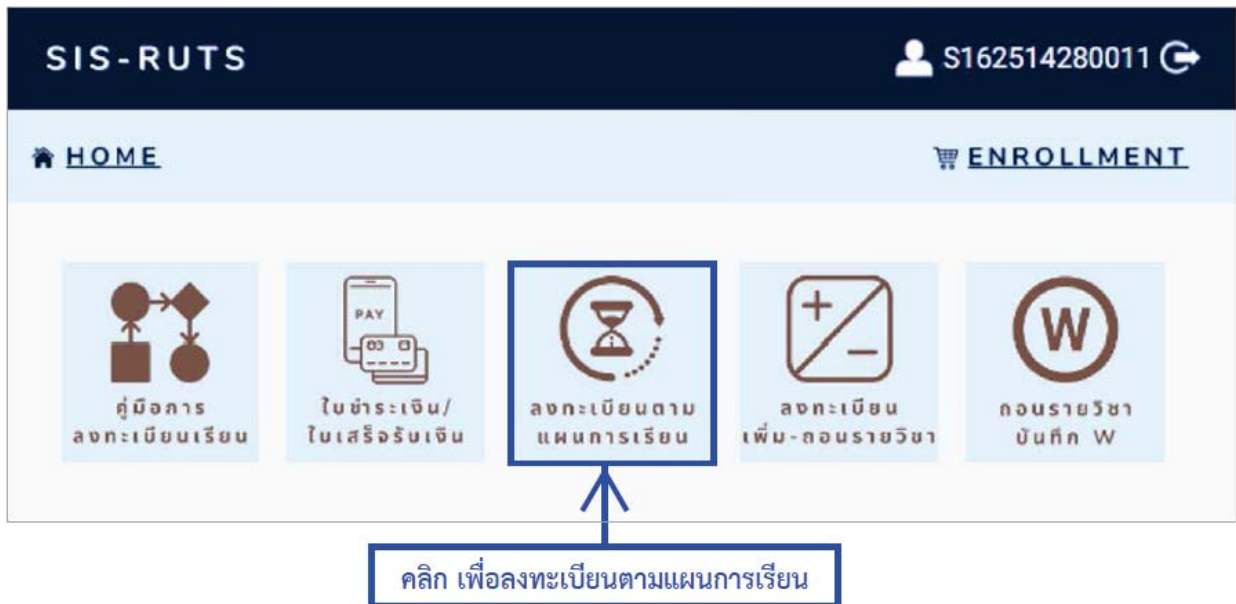 SIS-RUTS
S162514280011
HOME
ENROLLMENT
PAY
คู่มือการ
ลงทะเบียนเรียน
ใบชำระเงิน/
ใบเสร็จรับเงิน
ลงทะเบียนตาม
แผนการเรียน
+
-
ลงทะเบียน
เพิ่ม-ถอนรายวิชา
W
ถอนรายวิชา
บันทึก W
คลิก เพื่อลงทะเบียนตามแผนการเรียน